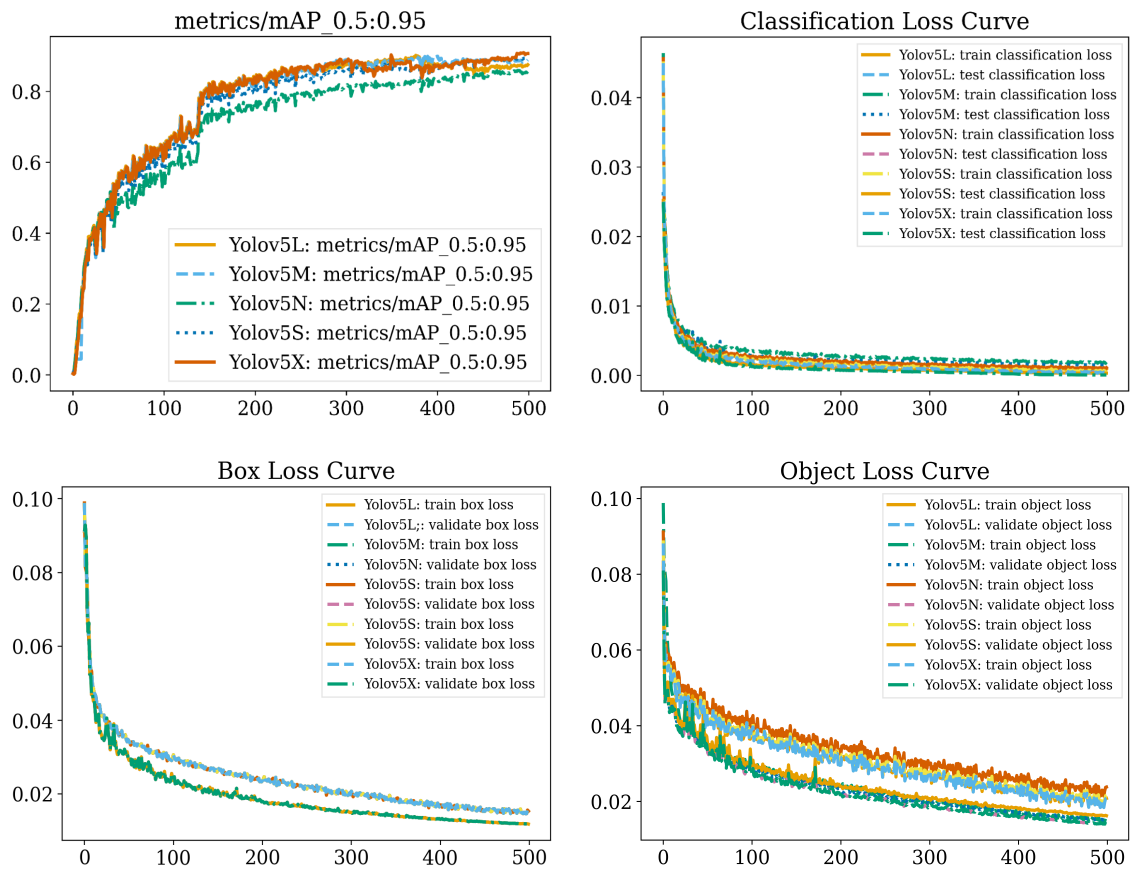 metrics/mAP_0.5:0.95
0.8
0.6
0.4
0.2
0.0
Yolov5L: metrics/mAP_0.5:0.95
Yolov5M: metrics/mAP_0.5:0.95
Yolov5N: metrics/mAP_0.5:0.95
Yolov5S: metrics/mAP_0.5:0.95
Yolov5X: metrics/mAP_0.5:0.95
0 100 200 300 400 500
Classification Loss Curve
0.04
0.03
0.02
0.01
0.00
Yolov5L: train classification loss
Yolov5L: test classification loss
Yolov5M: train classification loss
Yolov5M: test classification loss
Yolov5N: train classification loss
Yolov5N: test classification loss
Yolov5S: train classification loss
Yolov5S: test classification loss
Yolov5X: train classification loss
Yolov5X: test classification loss
0 100 200 300 400 500
Box Loss Curve
0.10
0.08
0.06
0.04
0.02
Yolov5L: train box loss
Yolov5L;: validate box loss
Yolov5M: train box loss
Yolov5N: validate box loss
Yolov5S: train box loss
Yolov5S: validate box loss
Yolov5S: train box loss
Yolov5S: validate box loss
Yolov5X: train box loss
Yolov5X: validate box loss
0 100 200 300 400 500
Object Loss Curve
0.10
0.08
0.06
0.04
0.02
Yolov5L: train object loss
Yolov5L: validate object loss
Yolov5M: train object loss
Yolov5M: validate object loss
Yolov5N: train object loss
Yolov5N: validate object loss
Yolov5S: train object loss
Yolov5S: validate object loss
Yolov5X: train object loss
Yolov5X: validate object loss
0 100 200 300 400 500